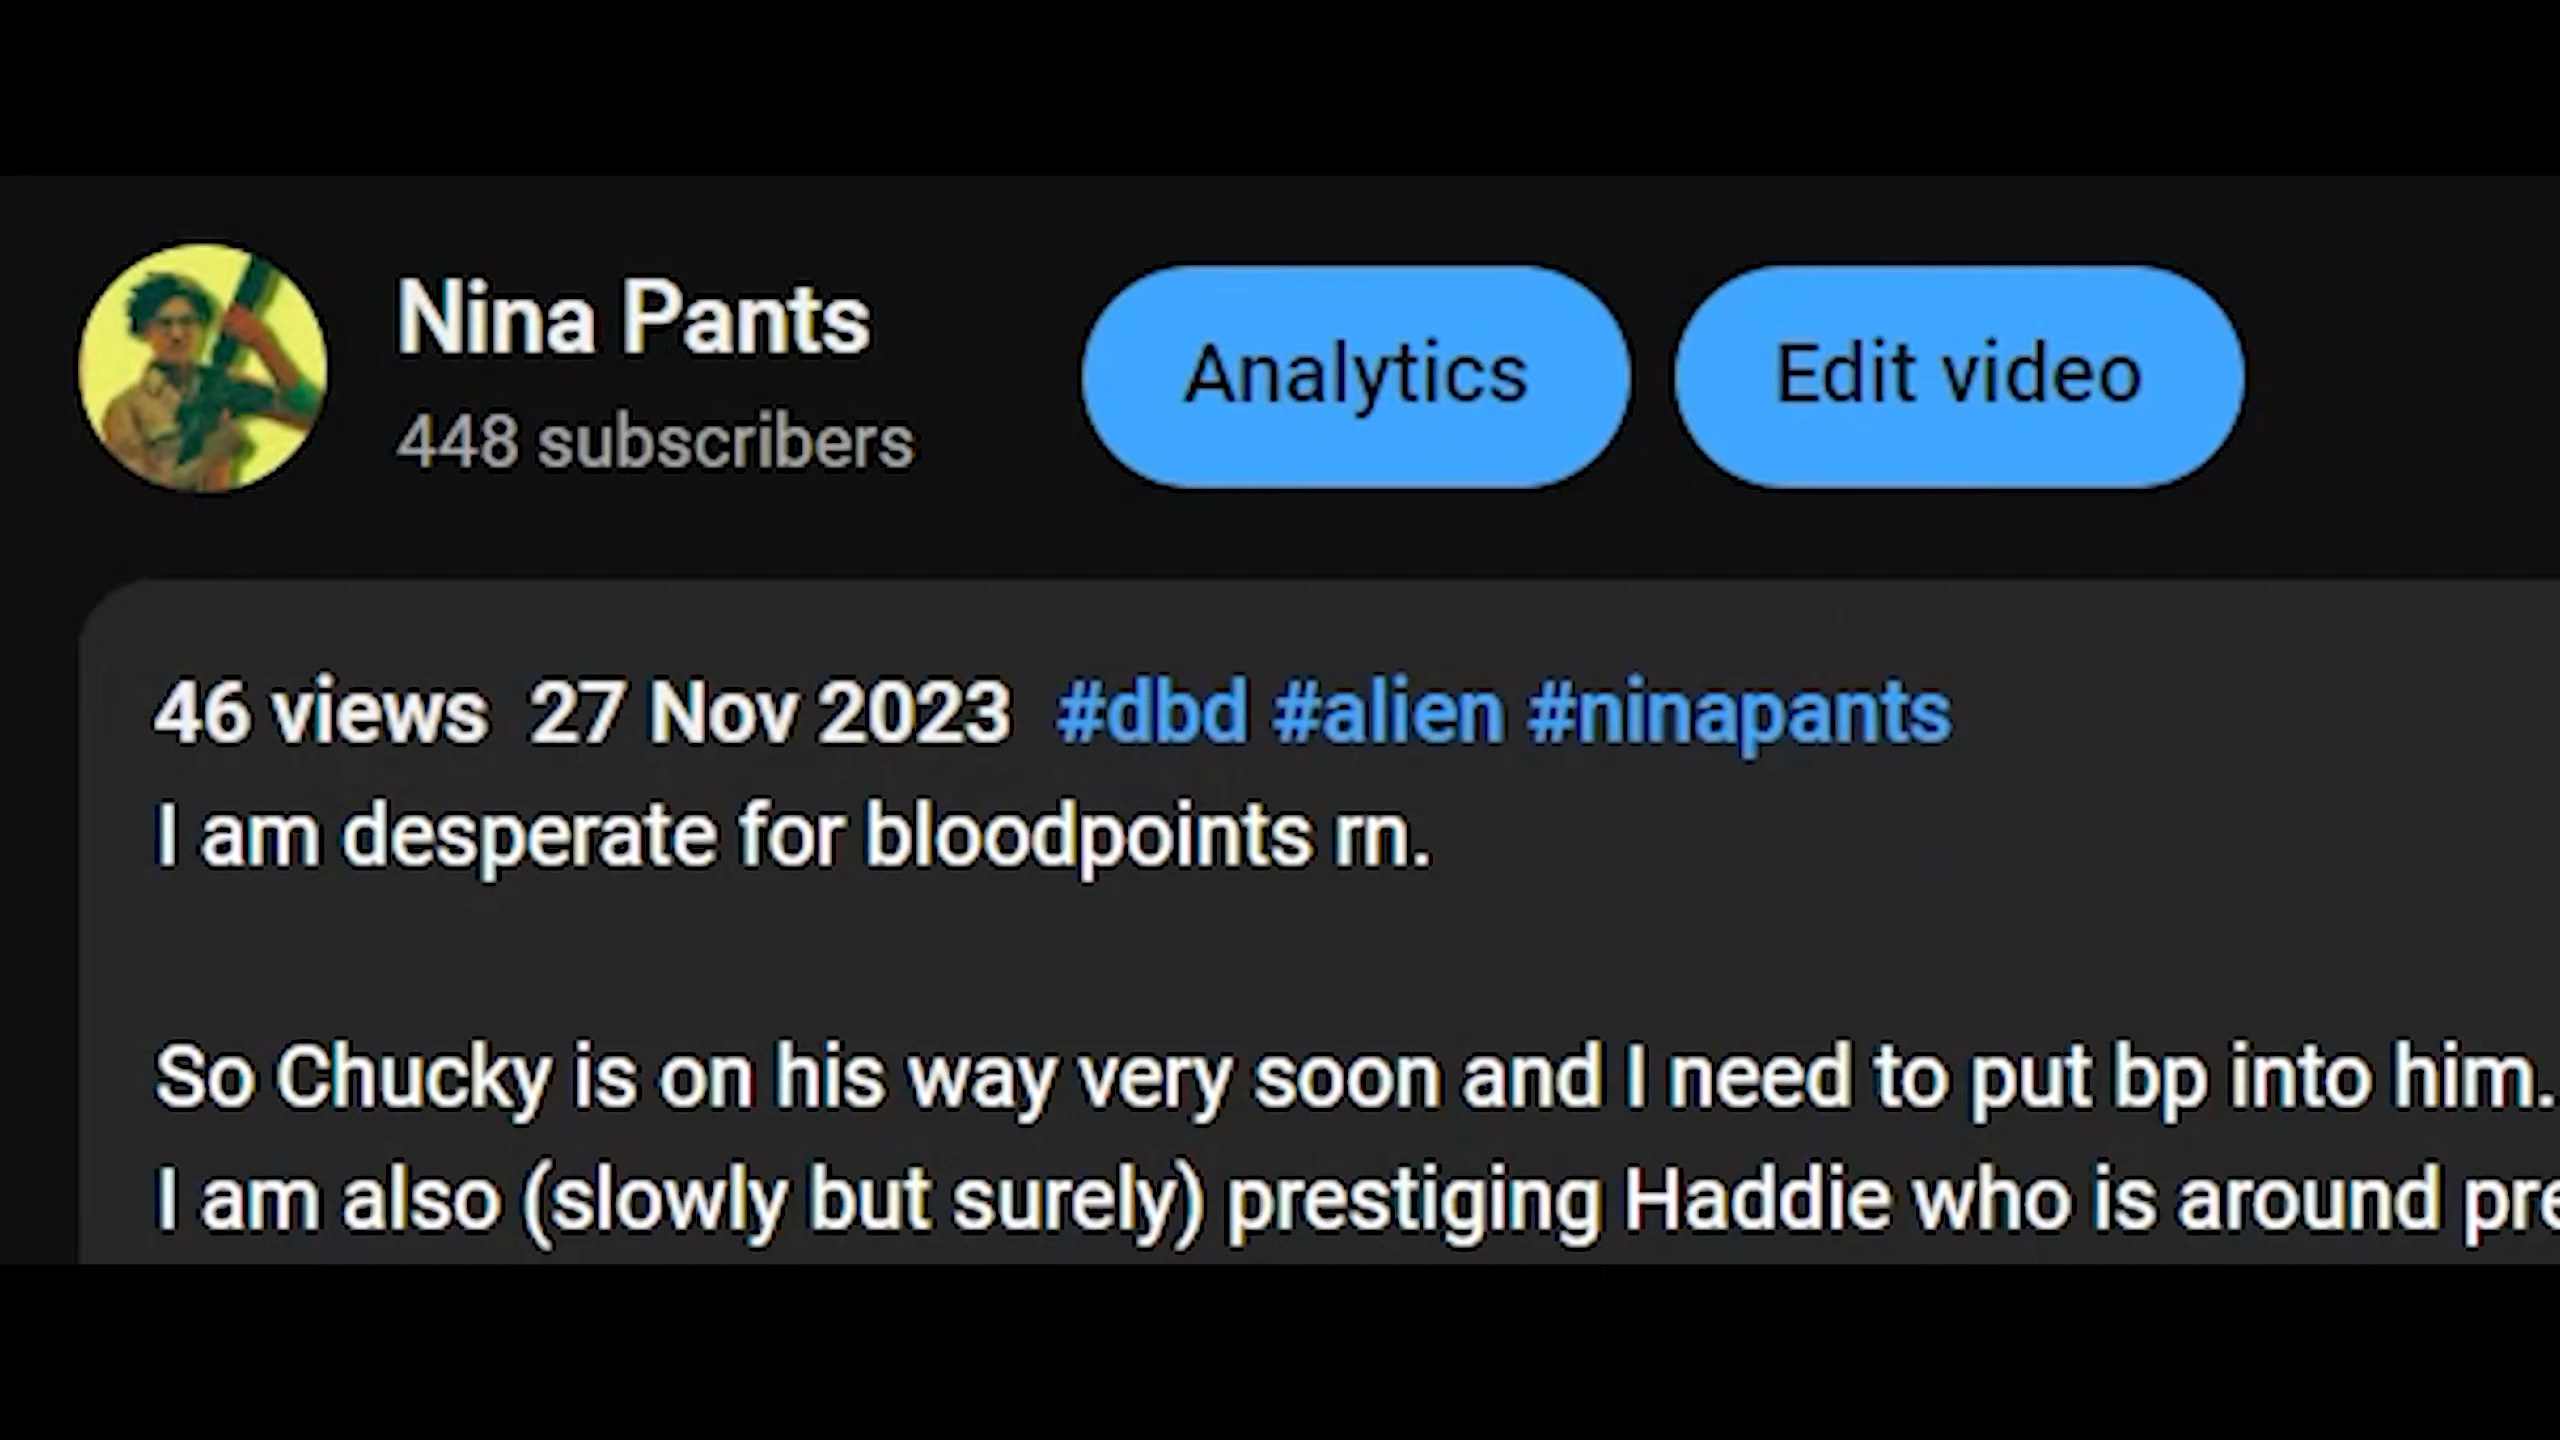 Nina Pants
448 subscribers
Analytics
Edit video
46 views 27 Nov 2023 #dbd #alien #ninapants
I am desperate for bloodpoints rn.
So Chucky is on his way very soon and I need to put bp into him.
I am also (slowly but surely) prestiging Haddie who is around pre